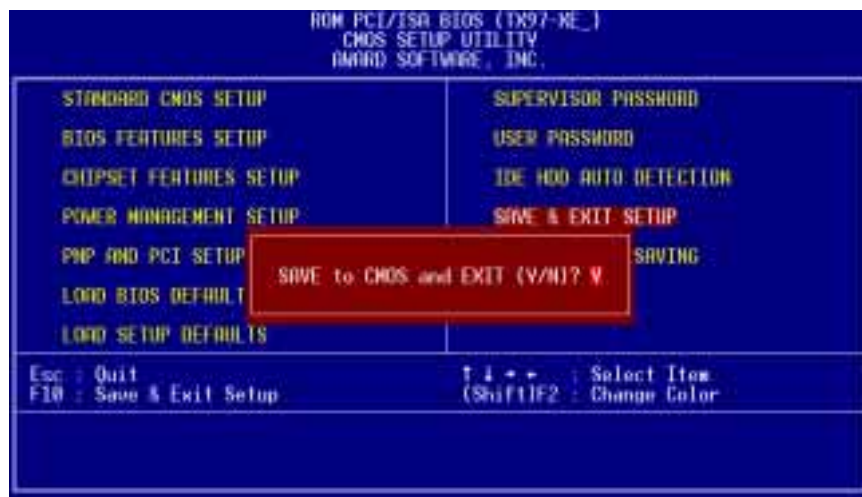 ROM PCI/ISA BIOS (TX97-XE_)
CMOS SETUP UTILITY
AWARD SOFTWARE, INC.
STANDARD CMOS SETUP
BIOS FEATURES SETUP
CHIPSET FEATURES SETUP
POWER MANAGEMENT SETUP
PNP AND PCI SETUP
LOAD BIOS DEFAULT
LOAD SETUP DEFAULTS
SUPERVISOR PASSWORD
USER PASSWORD
IDE HDD AUTO DETECTION
SAVE & EXIT SETUP
SAVING
SAVE to CMOS and EXIT (Y/N)? Y
Esc : Quit
F10 : Save & Exit Setup
↑ ↓ → ← : Select Item
(Shift)F2 : Change Color